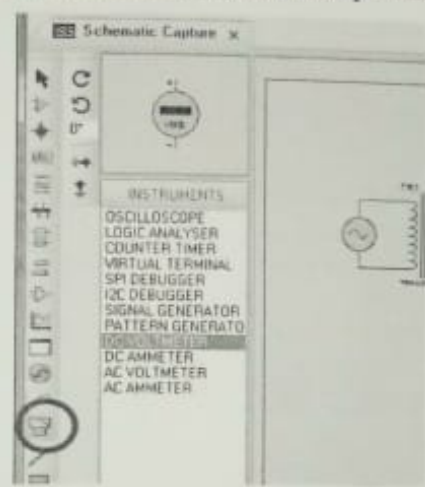 Schematic Capture x
INSTRUMENTS
OSCILLOSCOPE
LOGIC ANALYSER
COUNTER TIMER
VIRTUAL TERMINAL
SPI DEBUGGER
I2C DEBUGGER
SIGNAL GENERATOR
PATTERN GENERATO
DC VOLTMETER
DC AMMETER
AC VOLTMETER
AC AMMETER
TR1